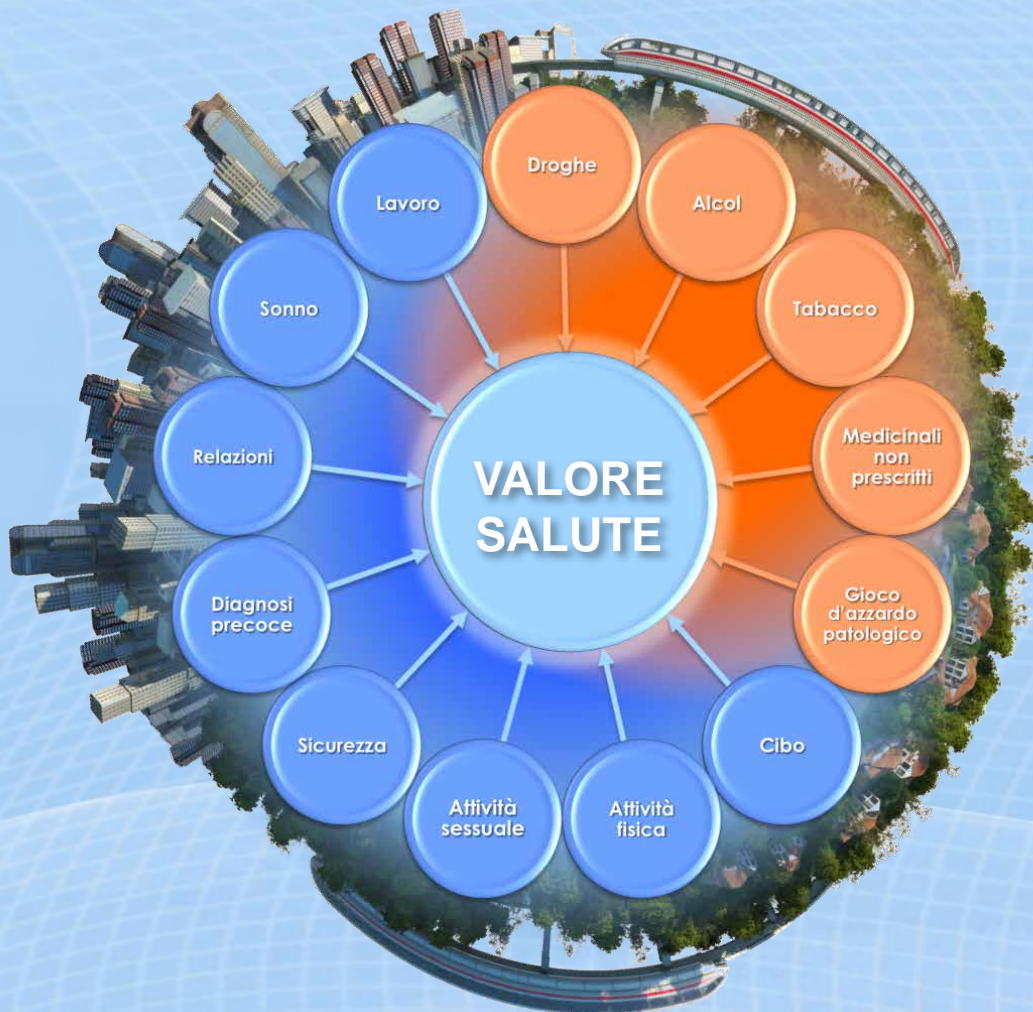 Droghe
Alcol
Tabacco
Medicinali
non
prescritti
Gioco
d'azzardo
patologico
Cibo
Attività
fisica
Attività
sessuale
Sicurezza
Diagnosi
precoce
Relazioni
Sonno
Lavoro
VALORE
SALUTE